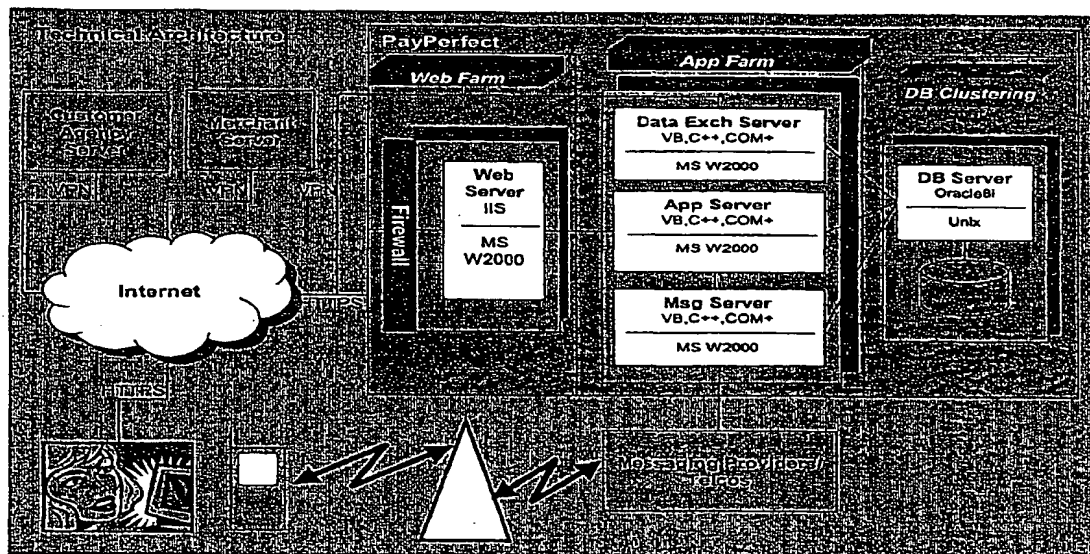 Technical Architecture
PayPerfect
Web Farm
App Farm
DB Clustering
Customer
Agency
Server
Merchant
Server
VPN
VPN
VPN
Firewall
Web
Server
IIS
MS
W2000
Data Exch Server
VB,C++,COM+
MS W2000
App Server
VB,C++,COM+
MS W2000
Msg Server
VB,C++,COM+
MS W2000
DB Server
Oracle8i
Unix
Internet
HTTPS
HTTPS
Messaging Providers/
Telcos